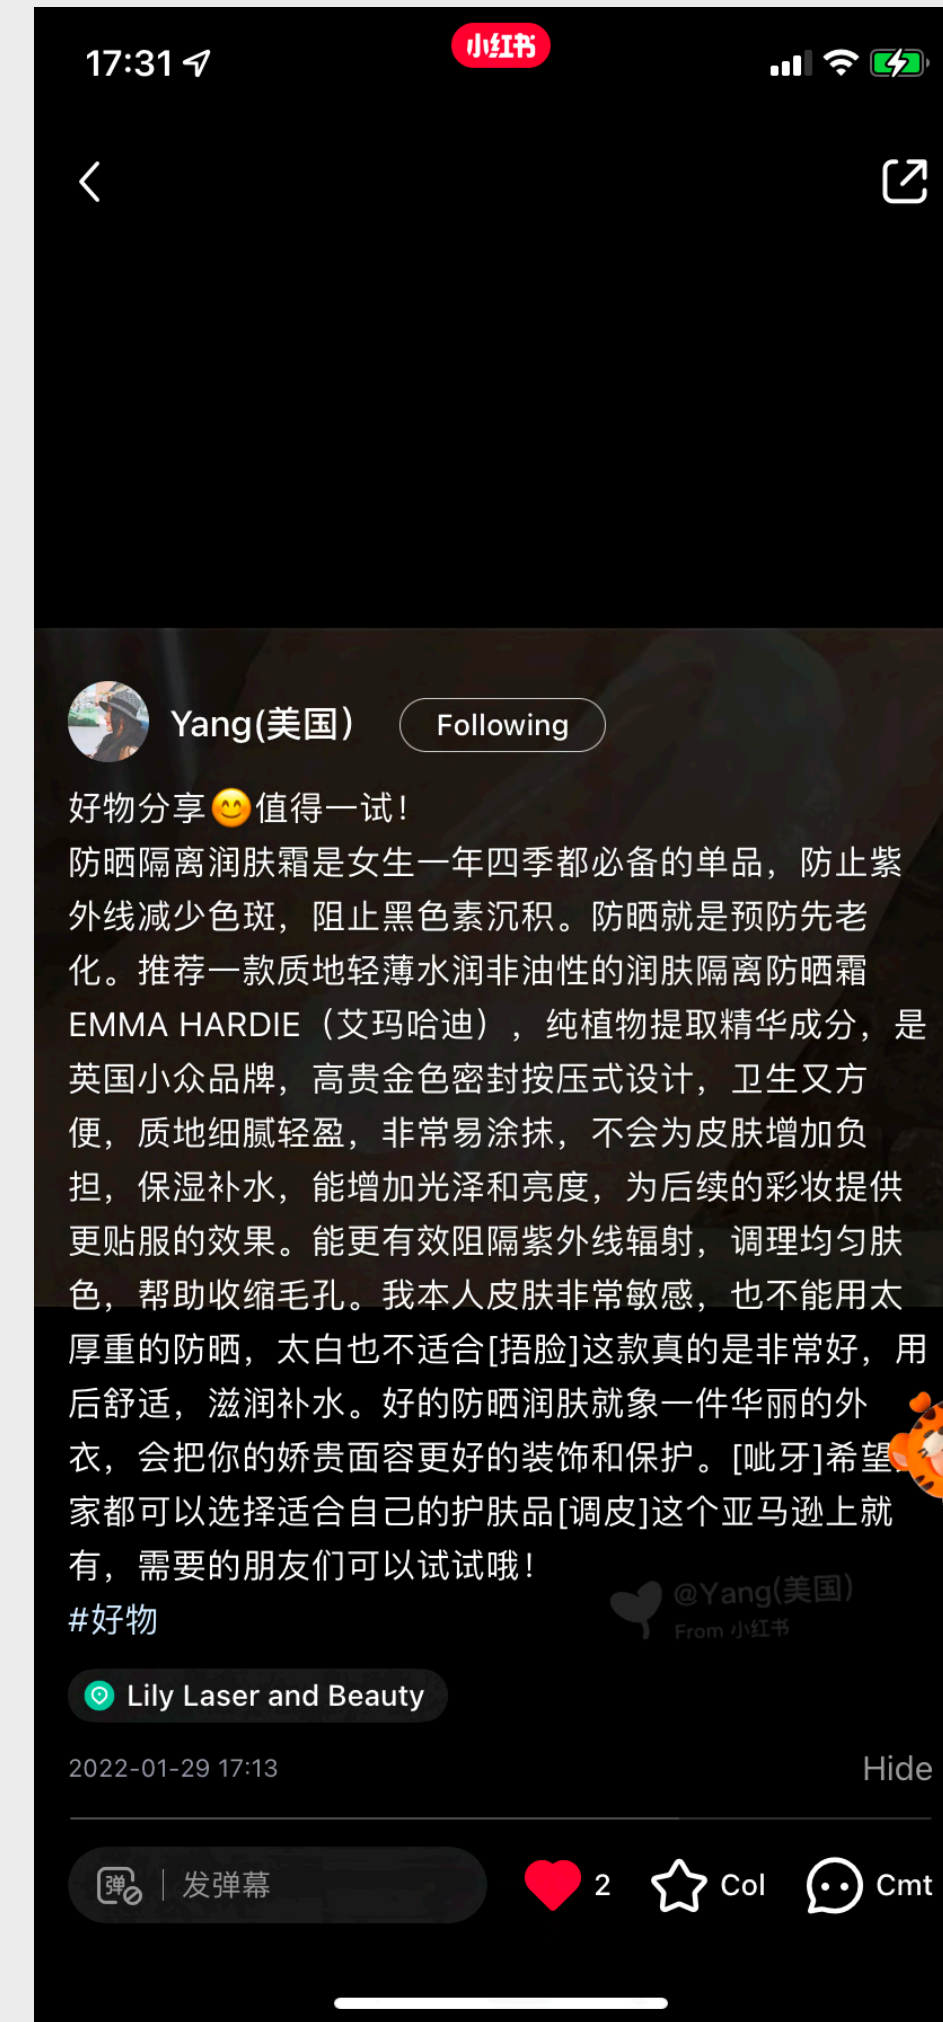 17:31
小红书
Yang(美国)
Following
好物分享😊值得一试！
防晒隔离润肤霜是女生一年四季都必备的单品，防止紫
外线减少色斑，阻止黑色素沉积。防晒就是预防先老
化。推荐一款质地轻薄水润非油性的润肤隔离防晒霜
EMMA HARDIE（艾玛哈迪），纯植物提取精华成分，是
英国小众品牌，高贵金色密封按压式设计，卫生又方
便，质地细腻轻盈，非常易涂抹，不会为皮肤增加负
担，保湿补水，能增加光泽和亮度，为后续的彩妆提供
更贴服的效果。能更有效阻隔紫外线辐射，调理均匀肤
色，帮助收缩毛孔。我本人皮肤非常敏感，也不能用太
厚重的防晒，太白也不适合[捂脸]这款真的是非常好，用
后舒适，滋润补水。好的防晒润肤就象一件华丽的外
衣，会把你的娇贵面容更好的装饰和保护。[呲牙]希望
家都可以选择适合自己的护肤品[调皮]这个亚马逊上就
有，需要的朋友们可以试试哦！
#好物
@Yang(美国)
From 小红书
Lily Laser and Beauty
2022-01-29 17:13
Hide
弹
发弹幕
2
Col
Cmt